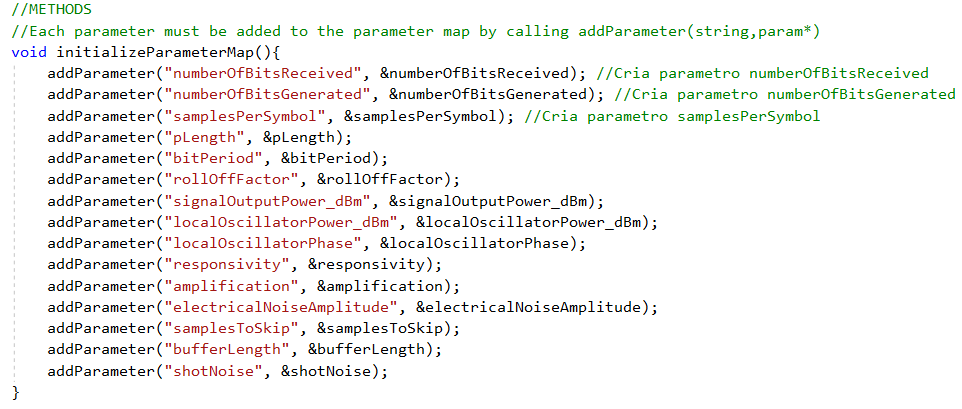 //METHODS
//Each parameter must be added to the parameter map by calling addParameter(string,param*)
void initializeParameterMap(){
addParameter("numberOfBitsReceived", &numberOfBitsReceived); //Cria parametro numberOfBitsReceived
addParameter("numberOfBitsGenerated", &numberOfBitsGenerated); //Cria parametro numberOfBitsGenerated
addParameter("samplesPerSymbol", &samplesPerSymbol); //Cria parametro samplesPerSymbol
addParameter("pLength", &pLength);
addParameter("bitPeriod", &bitPeriod);
addParameter("rollOffFactor", &rollOffFactor);
addParameter("signalOutputPower_dBm", &signalOutputPower_dBm);
addParameter("localOscillatorPower_dBm", &localOscillatorPower_dBm);
addParameter("localOscillatorPhase", &localOscillatorPhase);
addParameter("responsivity", &responsivity);
addParameter("amplification", &amplification);
addParameter("electricalNoiseAmplitude", &electricalNoiseAmplitude);
addParameter("samplesToSkip", &samplesToSkip);
addParameter("bufferLength", &bufferLength);
addParameter("shotNoise", &shotNoise);
}